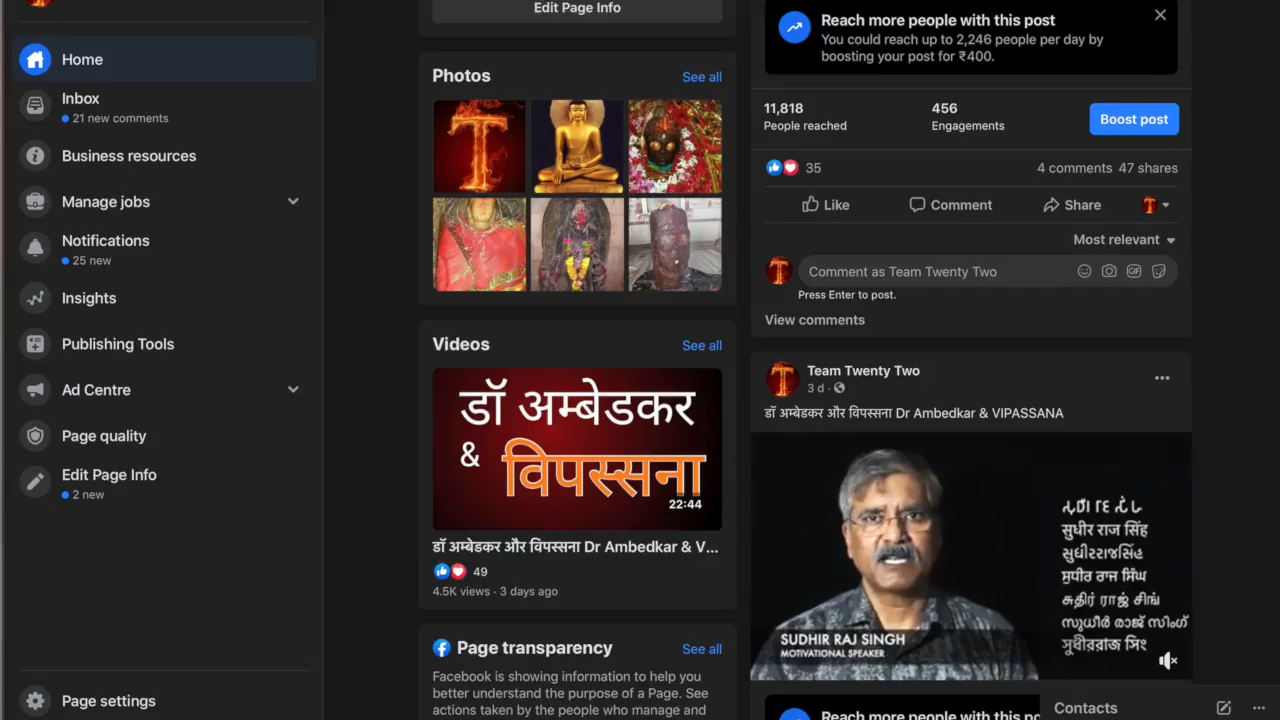 Home
Inbox
21 new comments
Business resources
Manage jobs
Notifications
25 new
Insights
Publishing Tools
Ad Centre
Page quality
Edit Page Info
2 new
Page settings
Edit Page Info
Photos
See all
T
Videos
See all
डॉ अम्बेडकर
&
विपस्सना
22:44
डॉ अम्बेडकर और विपस्सना Dr Ambedkar & V...
49
4.5K views · 3 days ago
Page transparency
See all
Facebook is showing information to help you
better understand the purpose of a Page. See
actions taken by the people who manage and
Reach more people with this post
You could reach up to 2,246 people per day by
boosting your post for ₹400.
11,818
People reached
456
Engagements
Boost post
35
4 comments 47 shares
Like
Comment
Share
Most relevant
Comment as Team Twenty Two
GIF
Press Enter to post.
View comments
Team Twenty Two
3 d ·
डॉ अम्बेडकर और विपस्सना Dr Ambedkar & VIPASSANA
सुधीर राज सिंह
ਸੁਧੀਰ ਰਾਜ ਸਿੰਘ
சுதிர் ராஜ் சிங்
സുധീർ രാജ് സിംഗ്
सुधीरराज सिंह
SUDHIR RAJ SINGH
MOTIVATIONAL SPEAKER
Reach more people with this po
Contacts